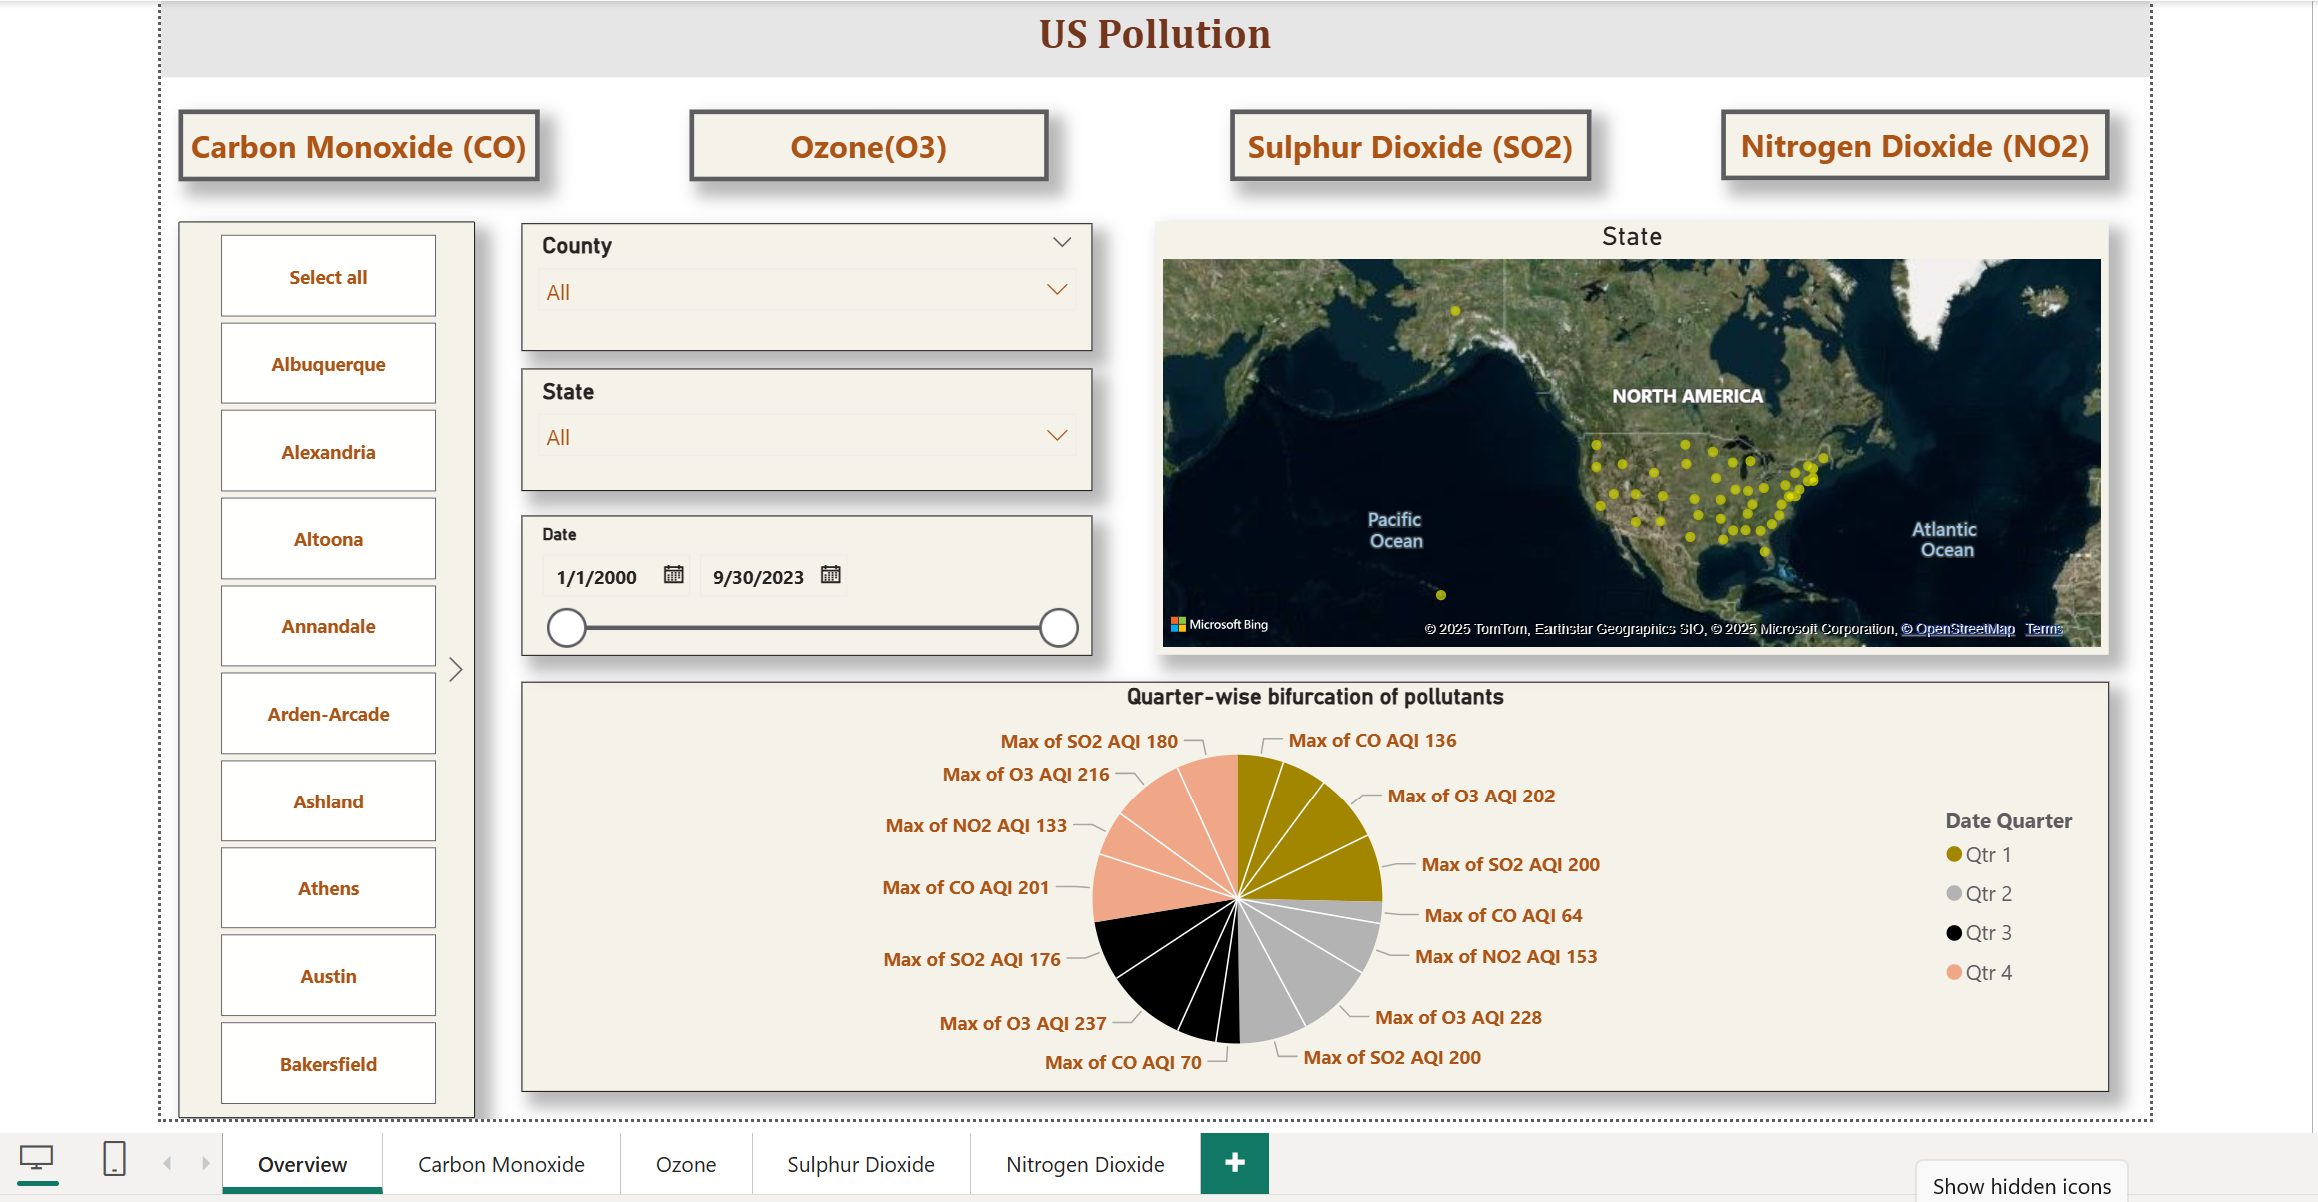 US Pollution
Carbon Monoxide (CO)
Ozone(O3)
Sulphur Dioxide (SO2)
Nitrogen Dioxide (NO2)
Select all
Albuquerque
Alexandria
Altoona
Annandale
Arden-Arcade
Ashland
Athens
Austin
Bakersfield
County
All
State
All
Date
1/1/2000
9/30/2023
State
NORTH AMERICA
Pacific
Ocean
Atlantic
Ocean
Microsoft Bing
© 2025 TomTom, Earthstar Geographics SIO, © 2025 Microsoft Corporation, © OpenStreetMap Terms
Quarter-wise bifurcation of pollutants
Max of SO2 AQI 180
Max of CO AQI 136
Max of O3 AQI 216
Max of O3 AQI 202
Max of NO2 AQI 133
Max of SO2 AQI 200
Max of CO AQI 201
Max of CO AQI 64
Max of SO2 AQI 176
Max of NO2 AQI 153
Max of O3 AQI 237
Max of O3 AQI 228
Max of CO AQI 70
Max of SO2 AQI 200
Date Quarter
Qtr 1
Qtr 2
Qtr 3
Qtr 4
Overview
Carbon Monoxide
Ozone
Sulphur Dioxide
Nitrogen Dioxide
Show hidden icons